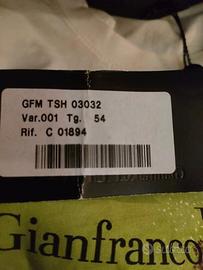 GFM TSH 03032
Var.001 Tg. 54
Rif. C 01894
Gianfranco